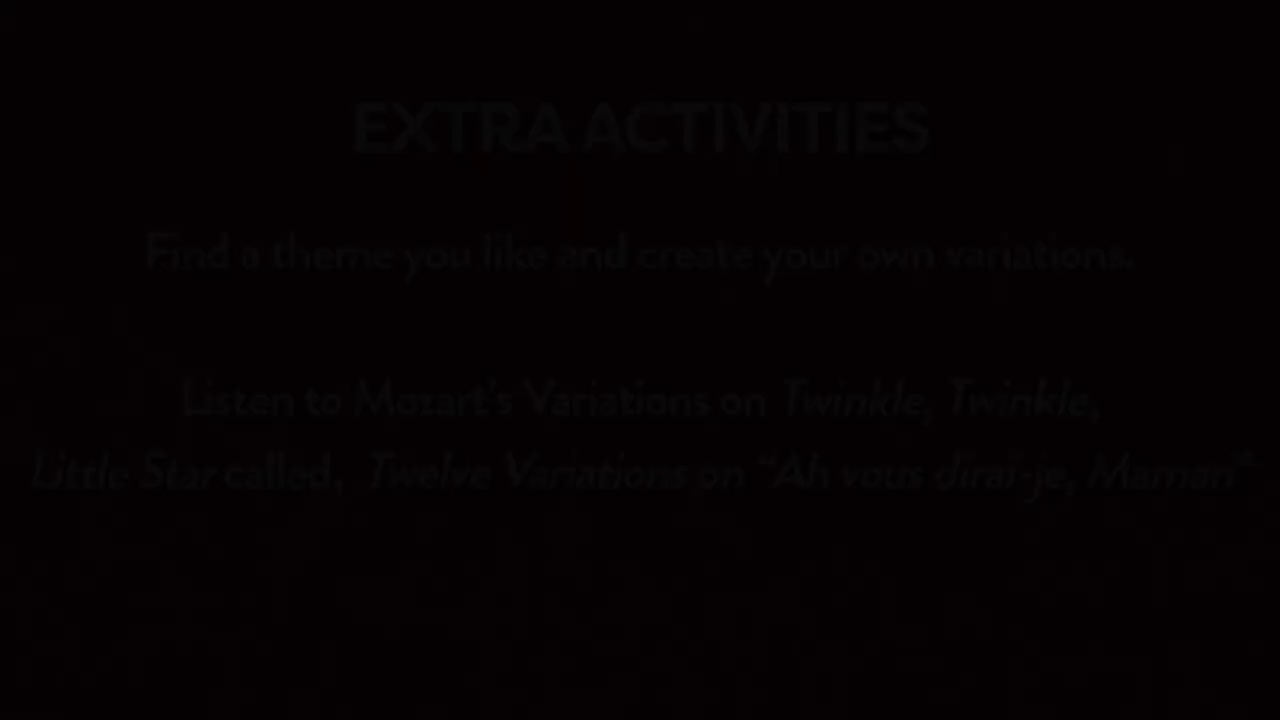 EXTRA ACTIVITIES
Find a theme you like and create your own variations.
Listen to Mozart's Variations on Twinkle, Twinkle,
Little Star called, Twelve Variations on "Ah vous dirai-je, Maman"